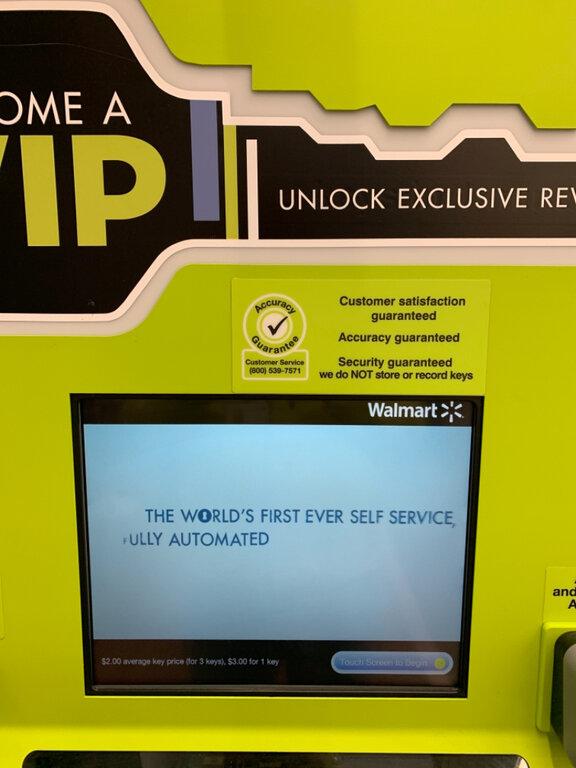 OME A
VIP
UNLOCK EXCLUSIVE REV
Accuracy
Guarantee
Customer Service
(800) 539-7571
Customer satisfaction
guaranteed
Accuracy guaranteed
Security guaranteed
we do NOT store or record keys
Walmart
THE WORLD'S FIRST EVER SELF SERVICE,
FULLY AUTOMATED
$2.00 average key price (for 3 keys), $3.00 for 1 key
Touch Screen to Begin
and
A